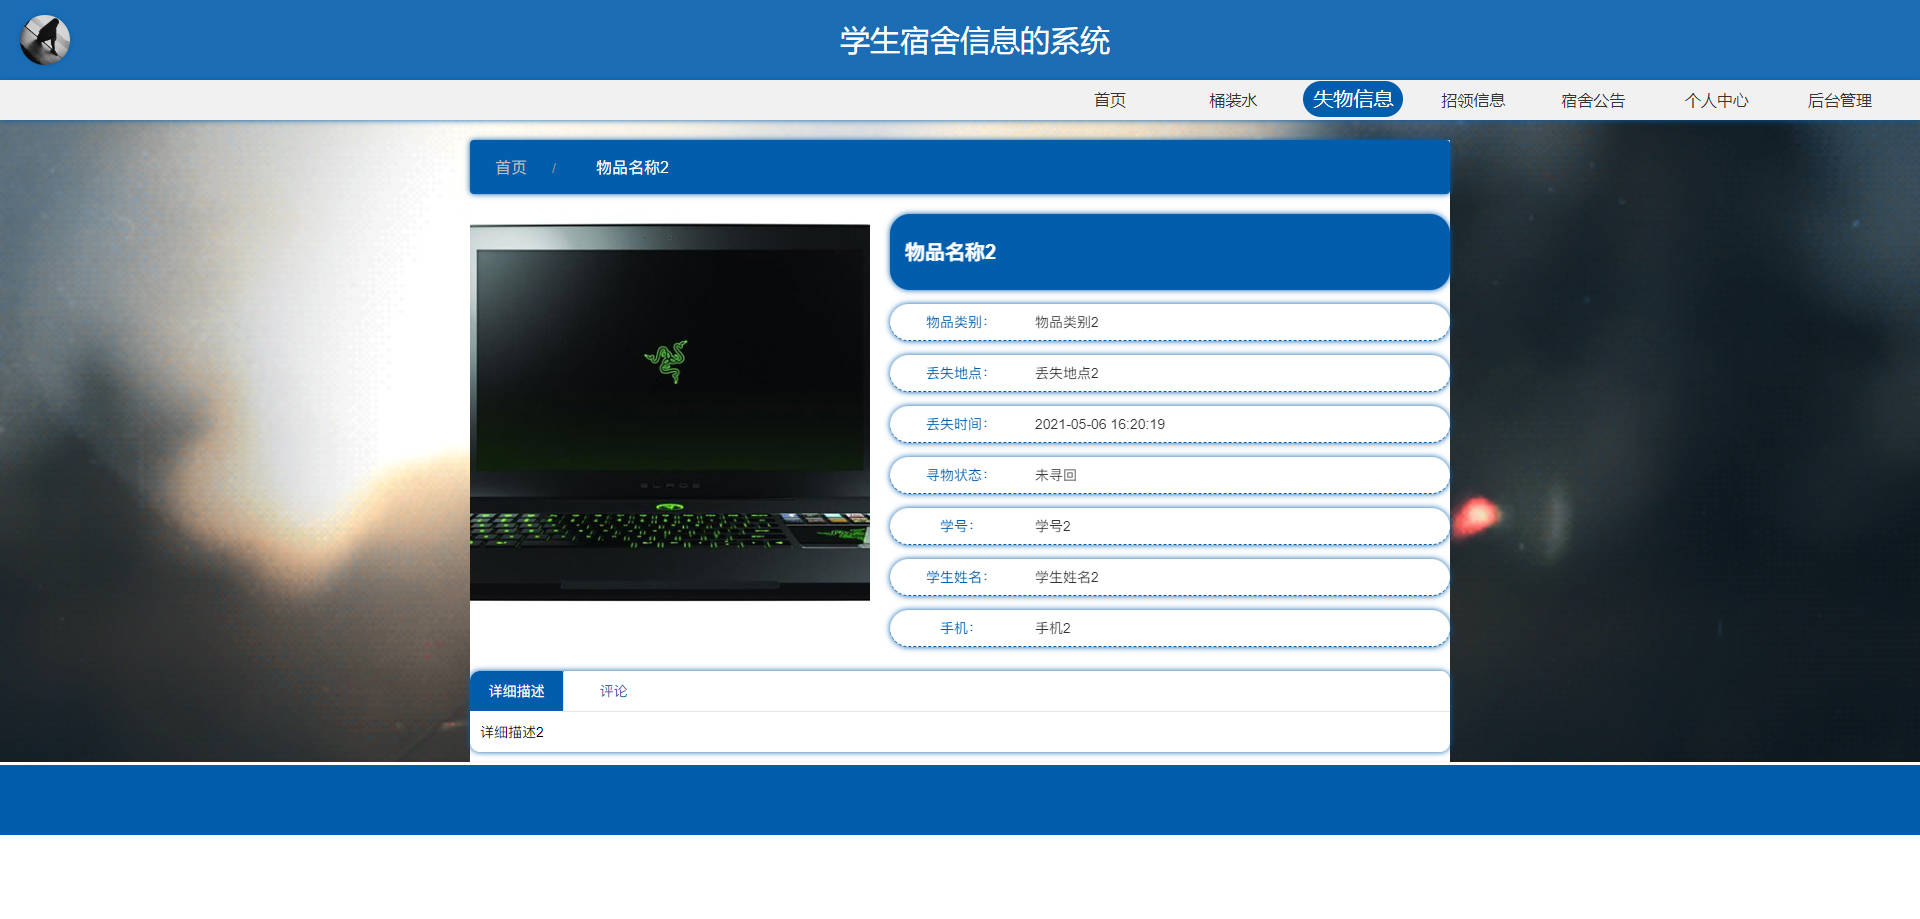 学生宿舍信息的系统
首页 桶装水 失物信息 招领信息 宿舍公告 个人中心 后台管理
首页 / 物品名称2
物品名称2
物品类别： 物品类别2
丢失地点： 丢失地点2
丢失时间： 2021-05-06 16:20:19
寻物状态： 未寻回
学号： 学号2
学生姓名： 学生姓名2
手机： 手机2
详细描述 评论
详细描述2